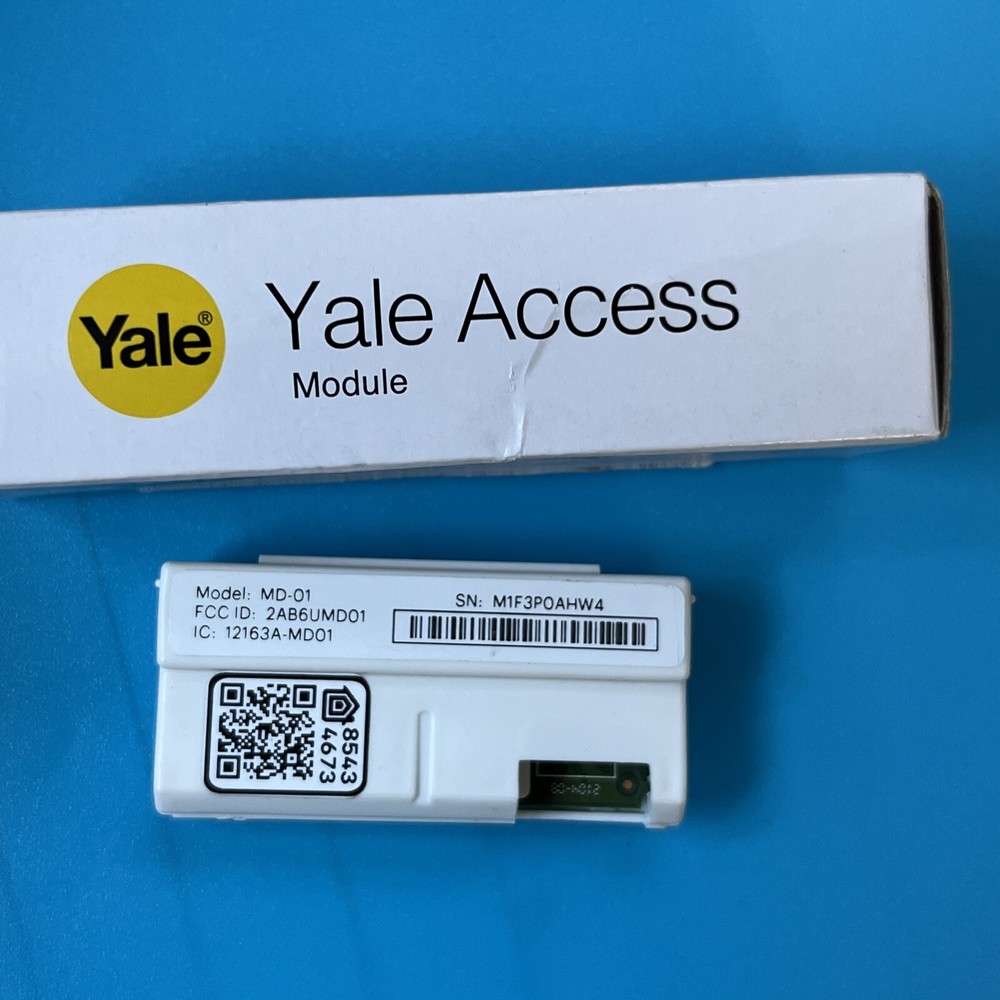 Yale®
Yale Access
Module
Model: MD-01
FCC ID: 2AB6UMD01
IC: 12163A-MD01
SN: M1F3P0AHW4
8543
4673